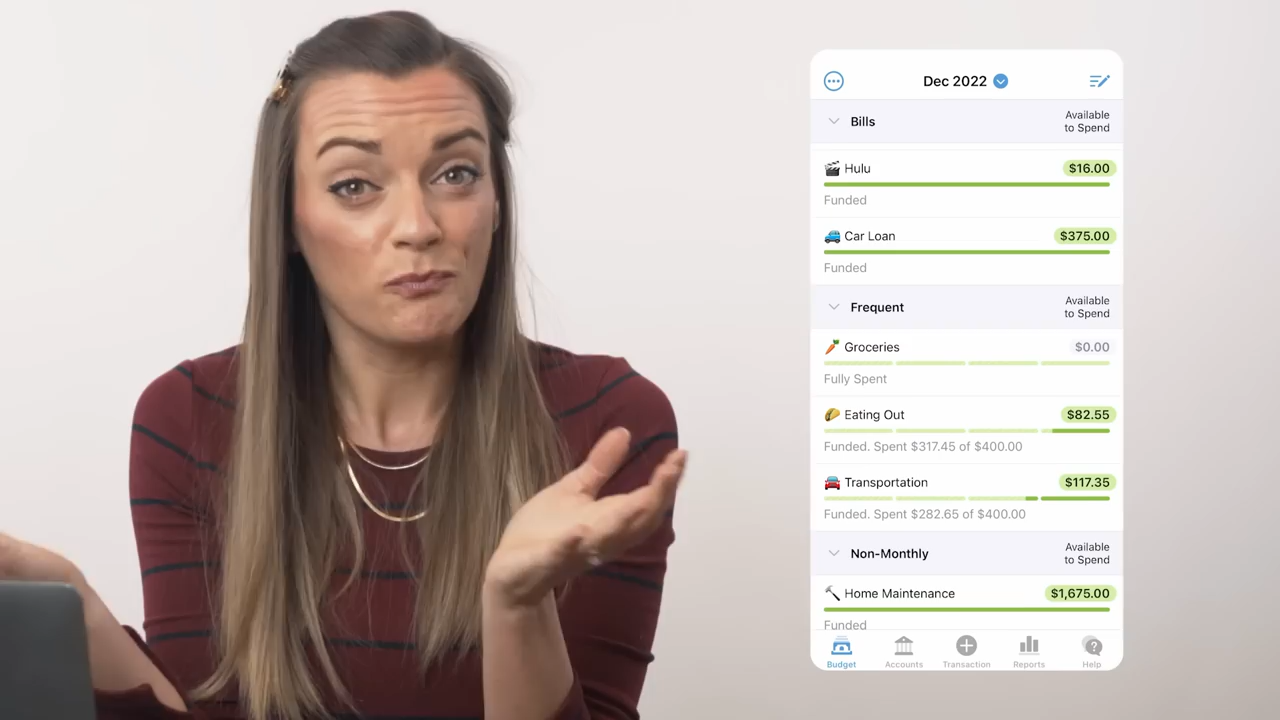 Dec 2022
Bills
Available
to Spend
Hulu
$16.00
Funded
Car Loan
$375.00
Funded
Frequent
Available
to Spend
Groceries
$0.00
Fully Spent
Eating Out
$82.55
Funded. Spent $317.45 of $400.00
Transportation
$117.35
Funded. Spent $282.65 of $400.00
Non-Monthly
Available
to Spend
Home Maintenance
$1,675.00
Funded
Budget
Accounts
Transaction
Reports
Help